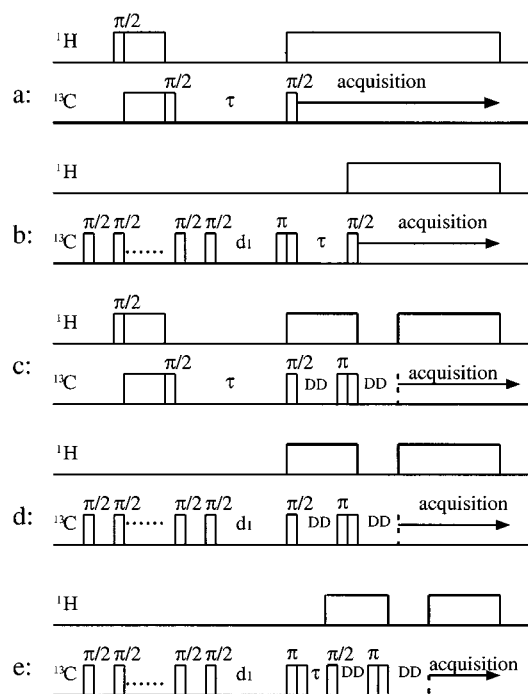 π/2
¹H
π/2 π/2 acquisition
a: ¹³C τ
¹H
π/2 π/2 π/2 π/2 π π/2 acquisition
b: ¹³C ...... d1 τ
π/2
¹H
π/2 π/2 π acquisition
c: ¹³C τ DD DD
¹H
π/2 π/2 π/2 π/2 π/2 π acquisition
d: ¹³C ...... d1 DD DD
¹H
π/2 π/2 π/2 π/2 π π/2 π acquisition
e: ¹³C ...... d1 τ DD DD